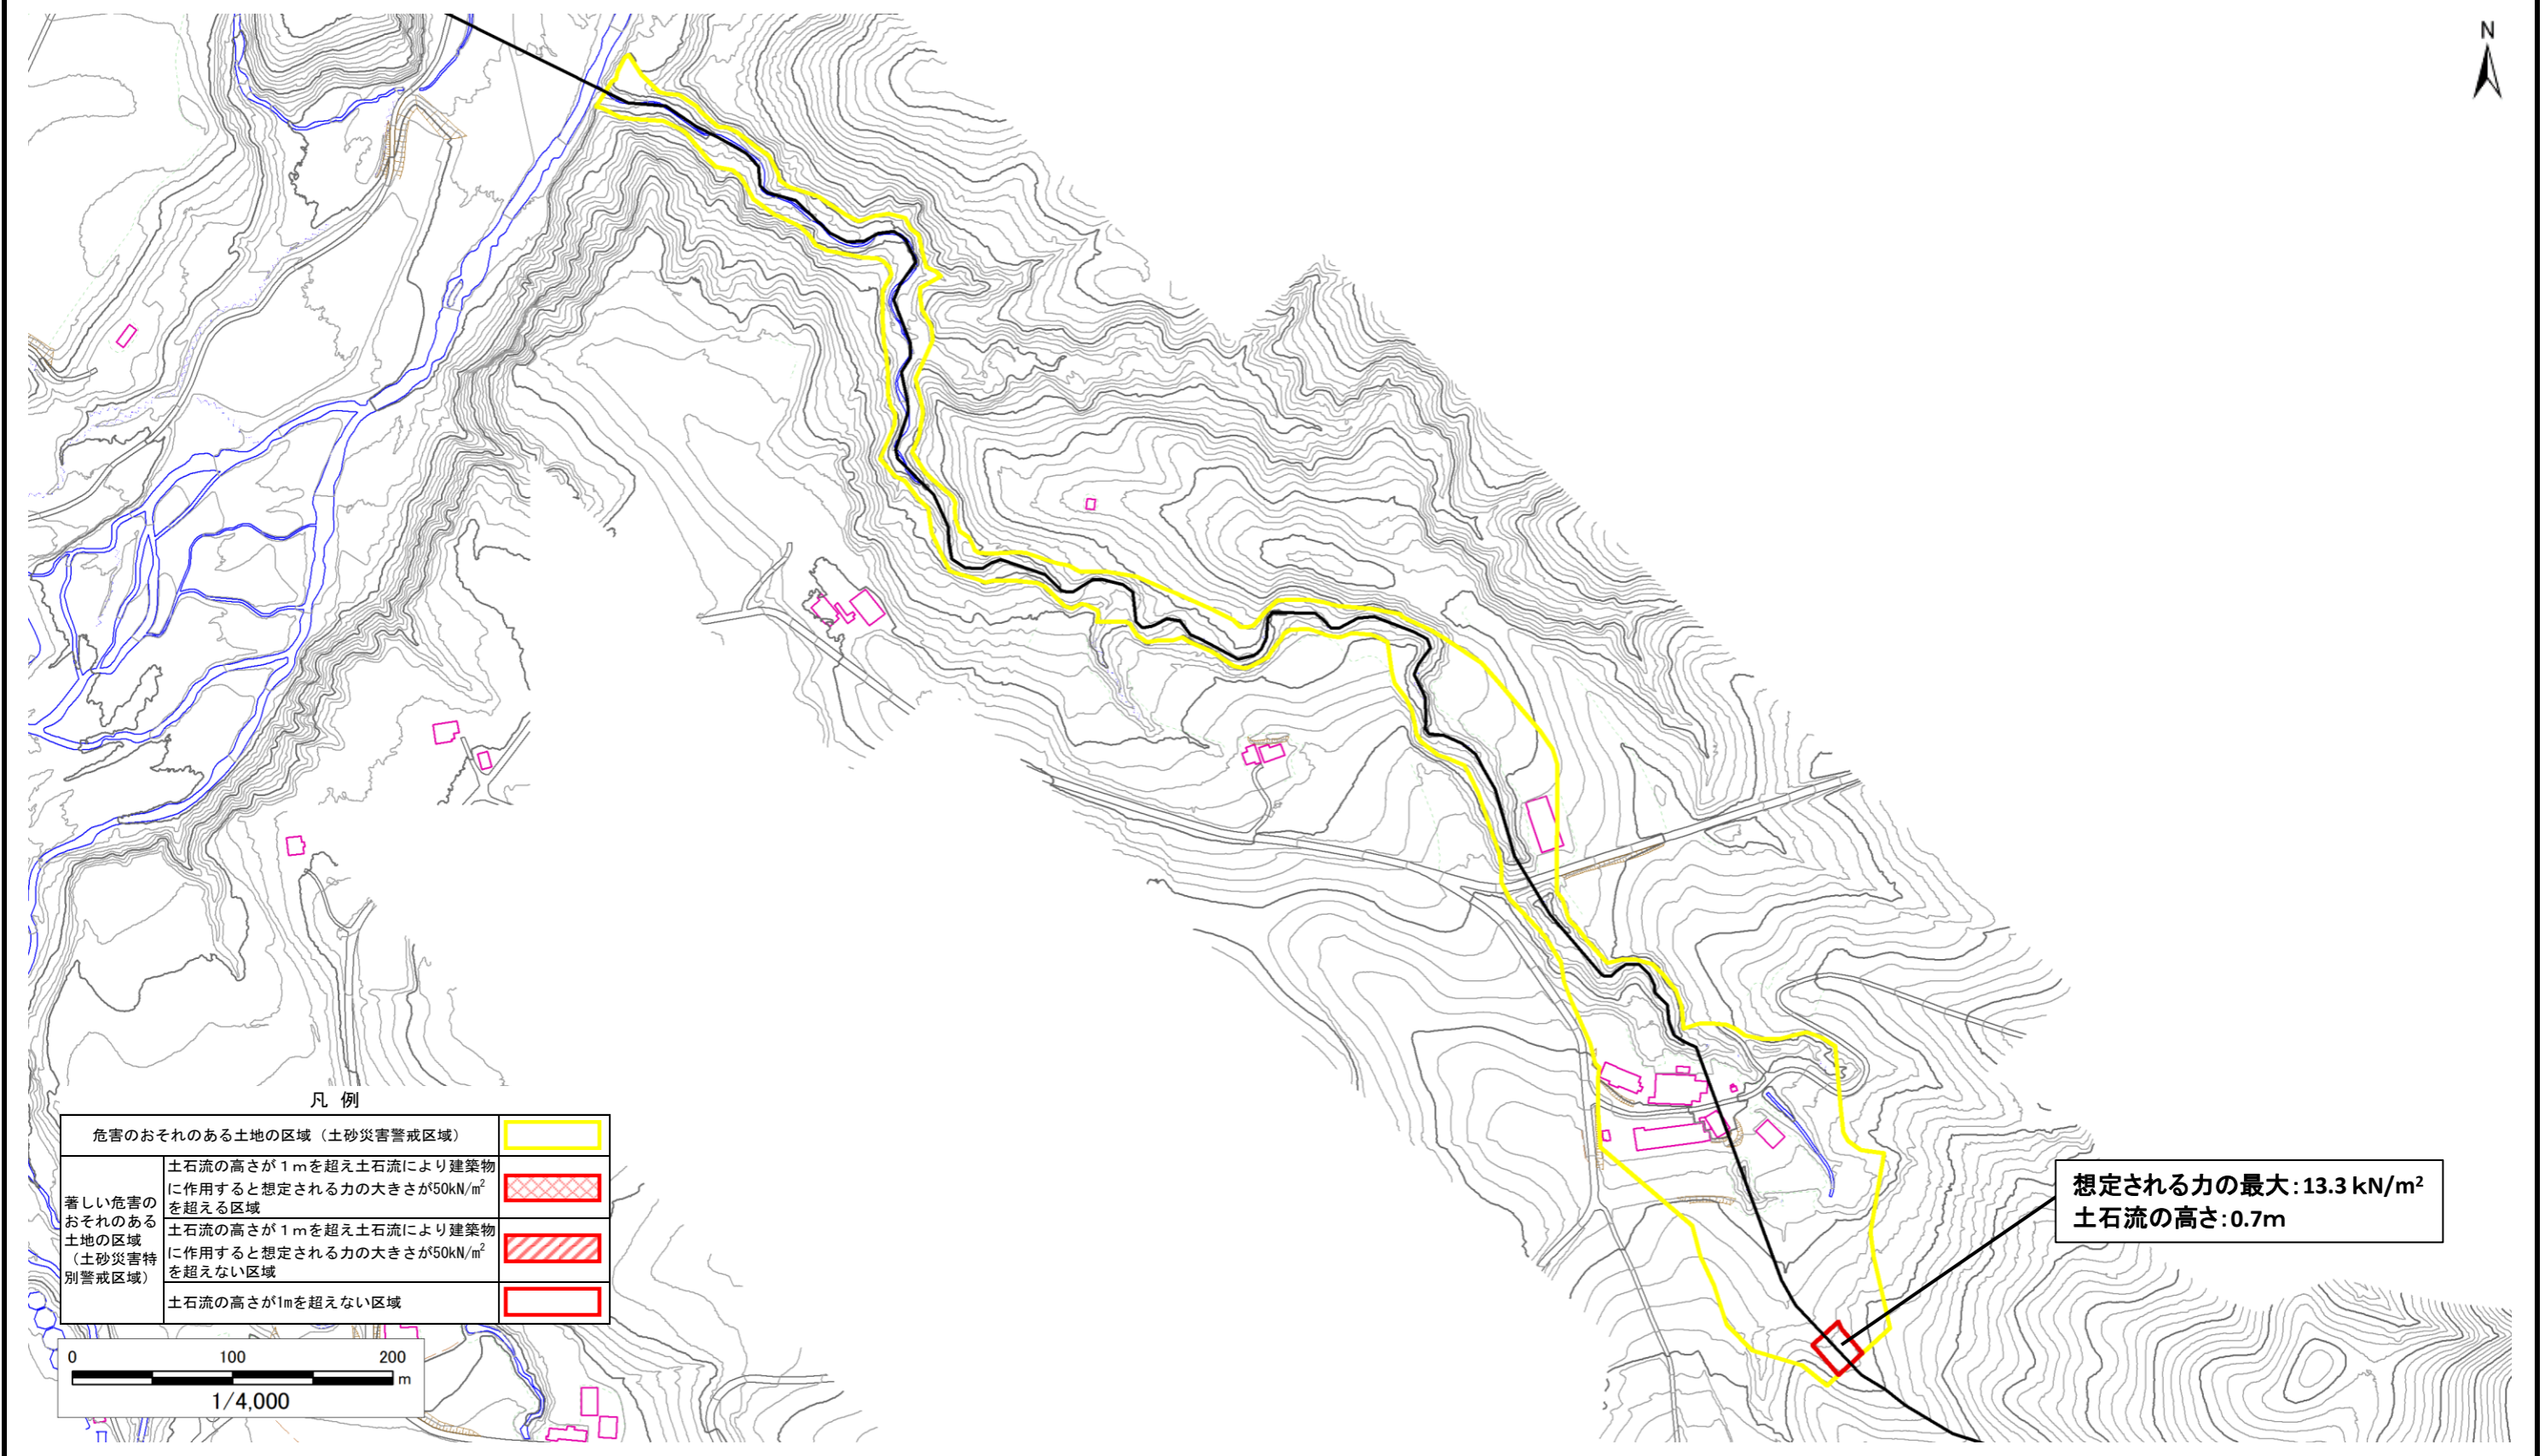 N
想定される力の最大：13.3 kN/m²
土石流の高さ：0.7m
凡 例
危害のおそれのある土地の区域（土砂災害警戒区域）
著しい危害の
おそれのある
土地の区域
（土砂災害特
別警戒区域）
土石流の高さが１ｍを超え土石流により建築物
に作用すると想定される力の大きさが50kN/㎡
を超える区域
土石流の高さが１ｍを超え土石流により建築物
に作用すると想定される力の大きさが50kN/㎡
を超えない区域
土石流の高さが1mを超えない区域
0 100 200
m
1/4,000